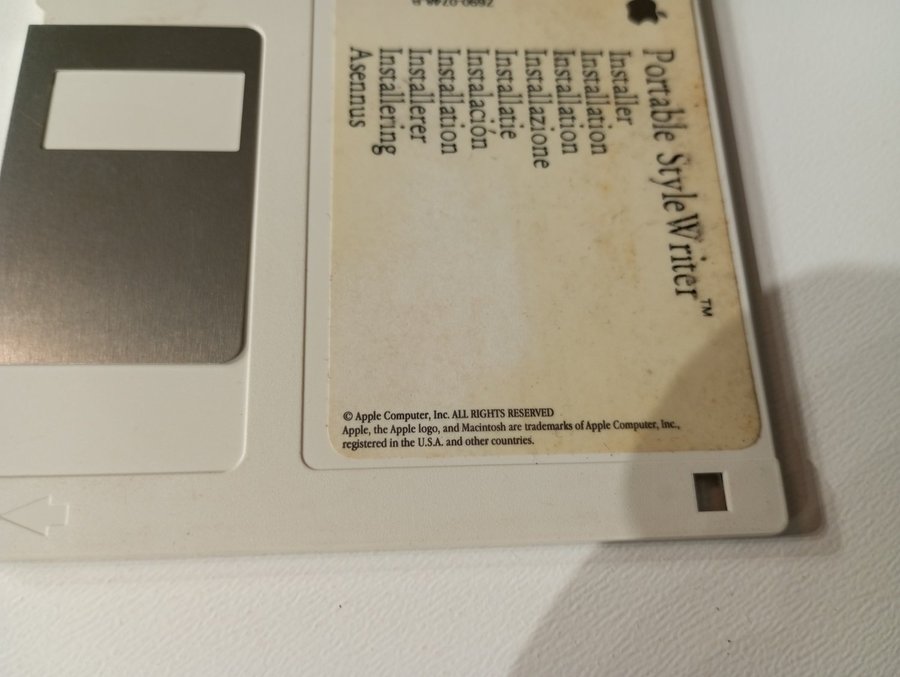 Portable StyleWriter™
Installer
Installation
Installation
Installazione
Installatie
Instalación
Installation
Installerer
Installering
Asennus
© Apple Computer, Inc. ALL RIGHTS RESERVED
Apple, the Apple logo, and Macintosh are trademarks of Apple Computer, Inc.,
registered in the U.S.A. and other countries.